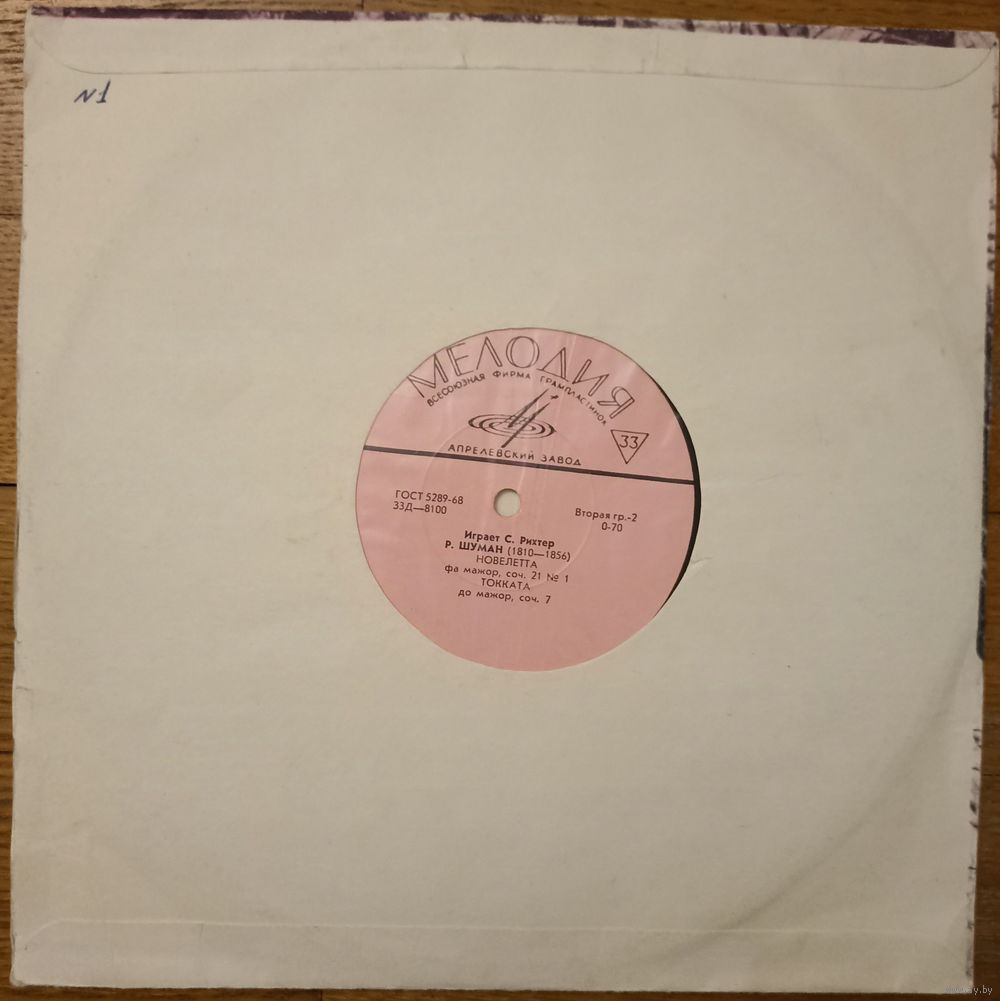 №1
МЕЛОДИЯ
ВСЕСОЮЗНАЯ ФИРМА ГРАМПЛАСТИНОК
33
АПРЕЛЕВСКИЙ ЗАВОД
ГОСТ 5289-68
33Д—8100
Вторая гр.-2
0-70
Играет С. Рихтер
Р. ШУМАН (1810—1856)
НОВЕЛЕТТА
фа мажор, соч. 21 № 1
ТОККАТА
до мажор, соч. 7